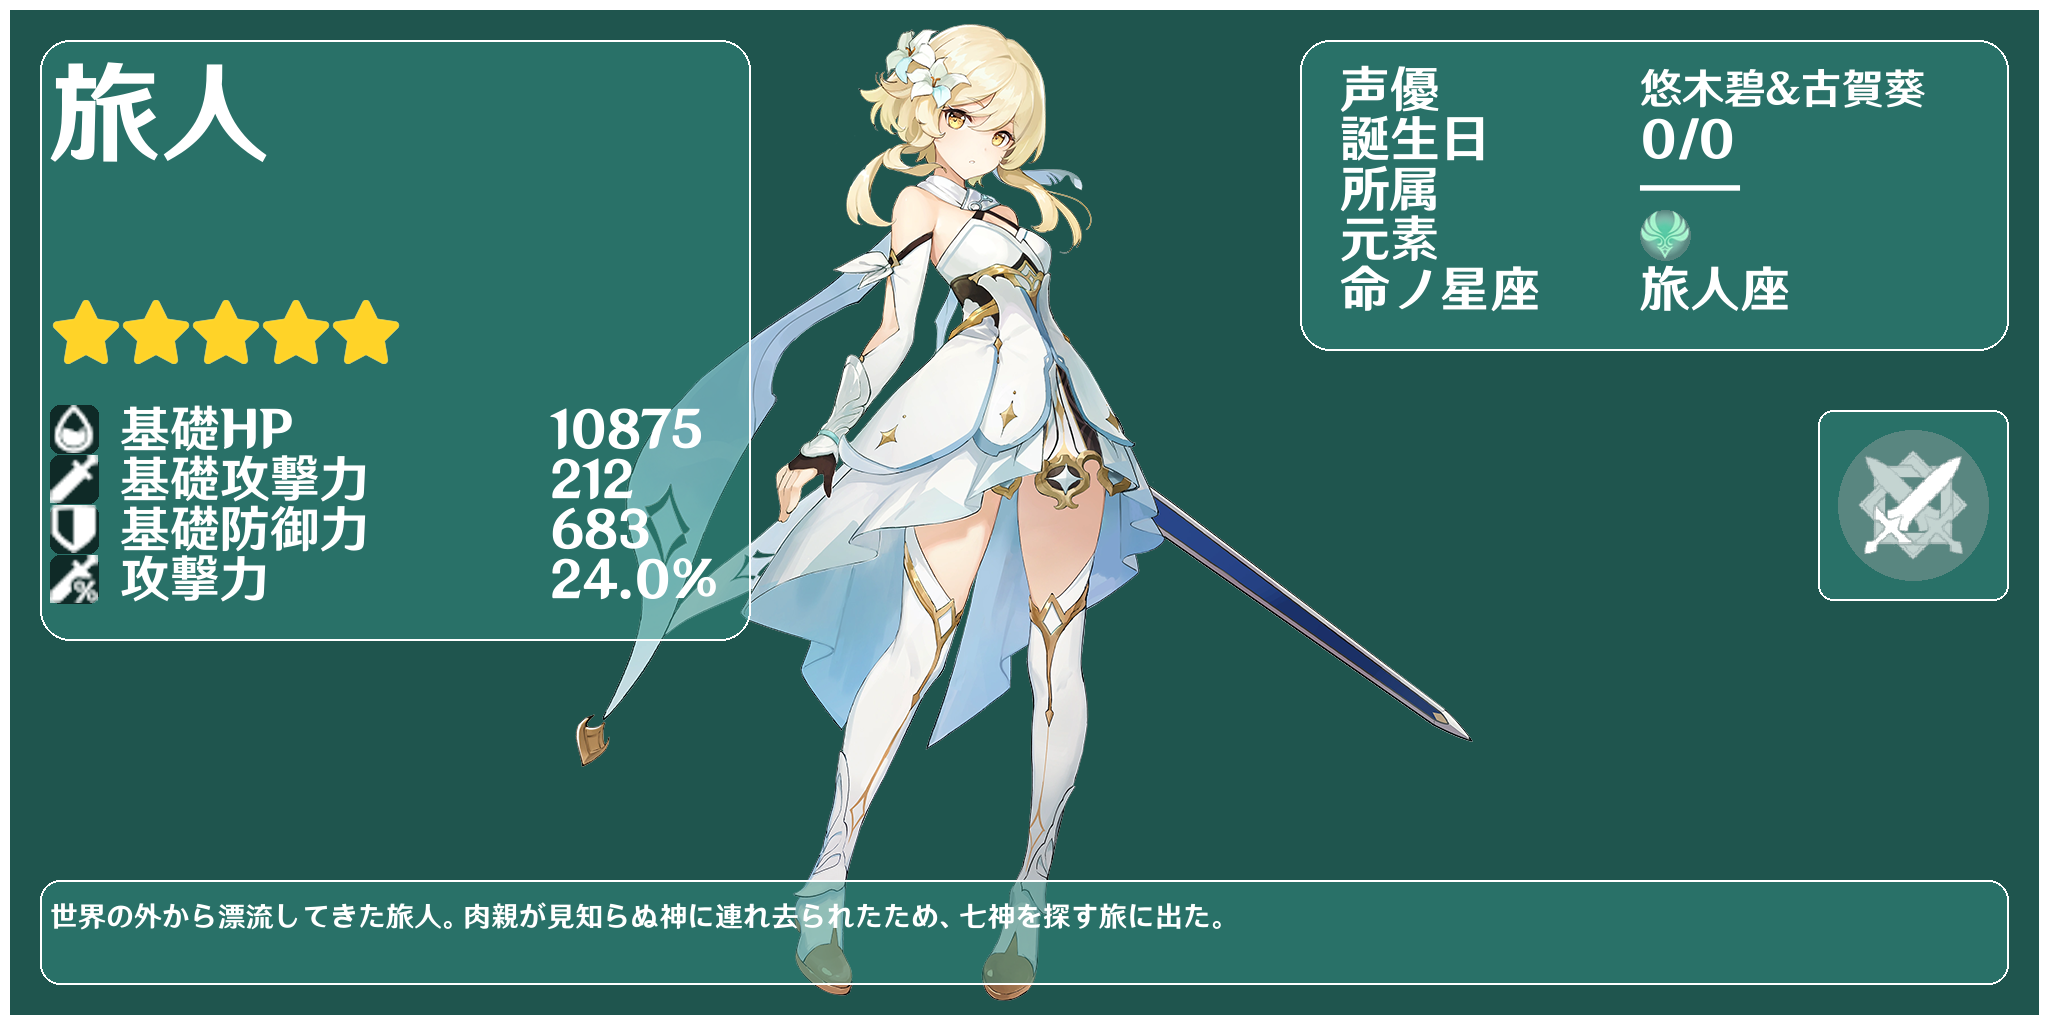 旅人
基礎HP 10875
基礎攻撃力 212
基礎防御力 683
攻撃力 24.0%
声優 悠木碧&古賀葵
誕生日 0/0
所属 ——
元素
命ノ星座 旅人座
世界の外から漂流してきた旅人。肉親が見知らぬ神に連れ去られたため、七神を探す旅に出た。